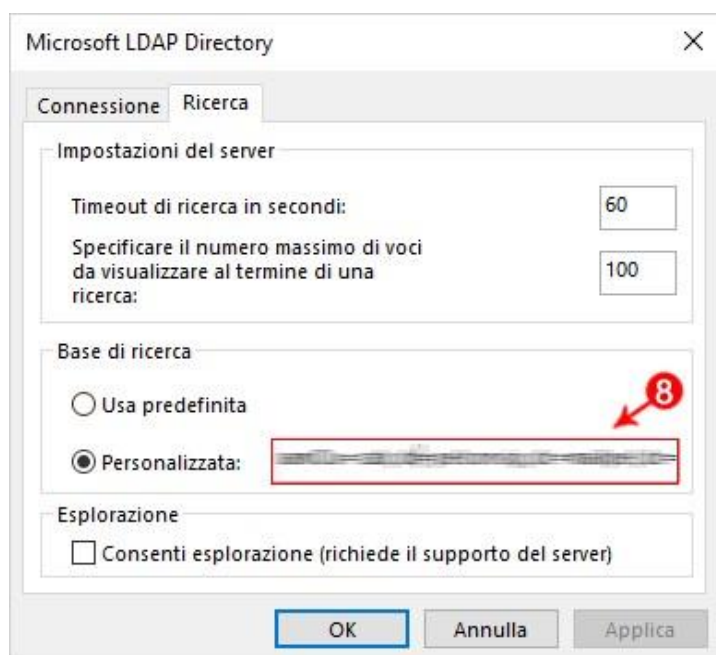 Microsoft LDAP Directory
Connessione Ricerca
Impostazioni del server
Timeout di ricerca in secondi: 60
Specificare il numero massimo di voci
da visualizzare al termine di una 100
ricerca:
Base di ricerca
8
Usa predefinita
Personalizzata:
Esplorazione
Consenti esplorazione (richiede il supporto del server)
OK Annulla Applica